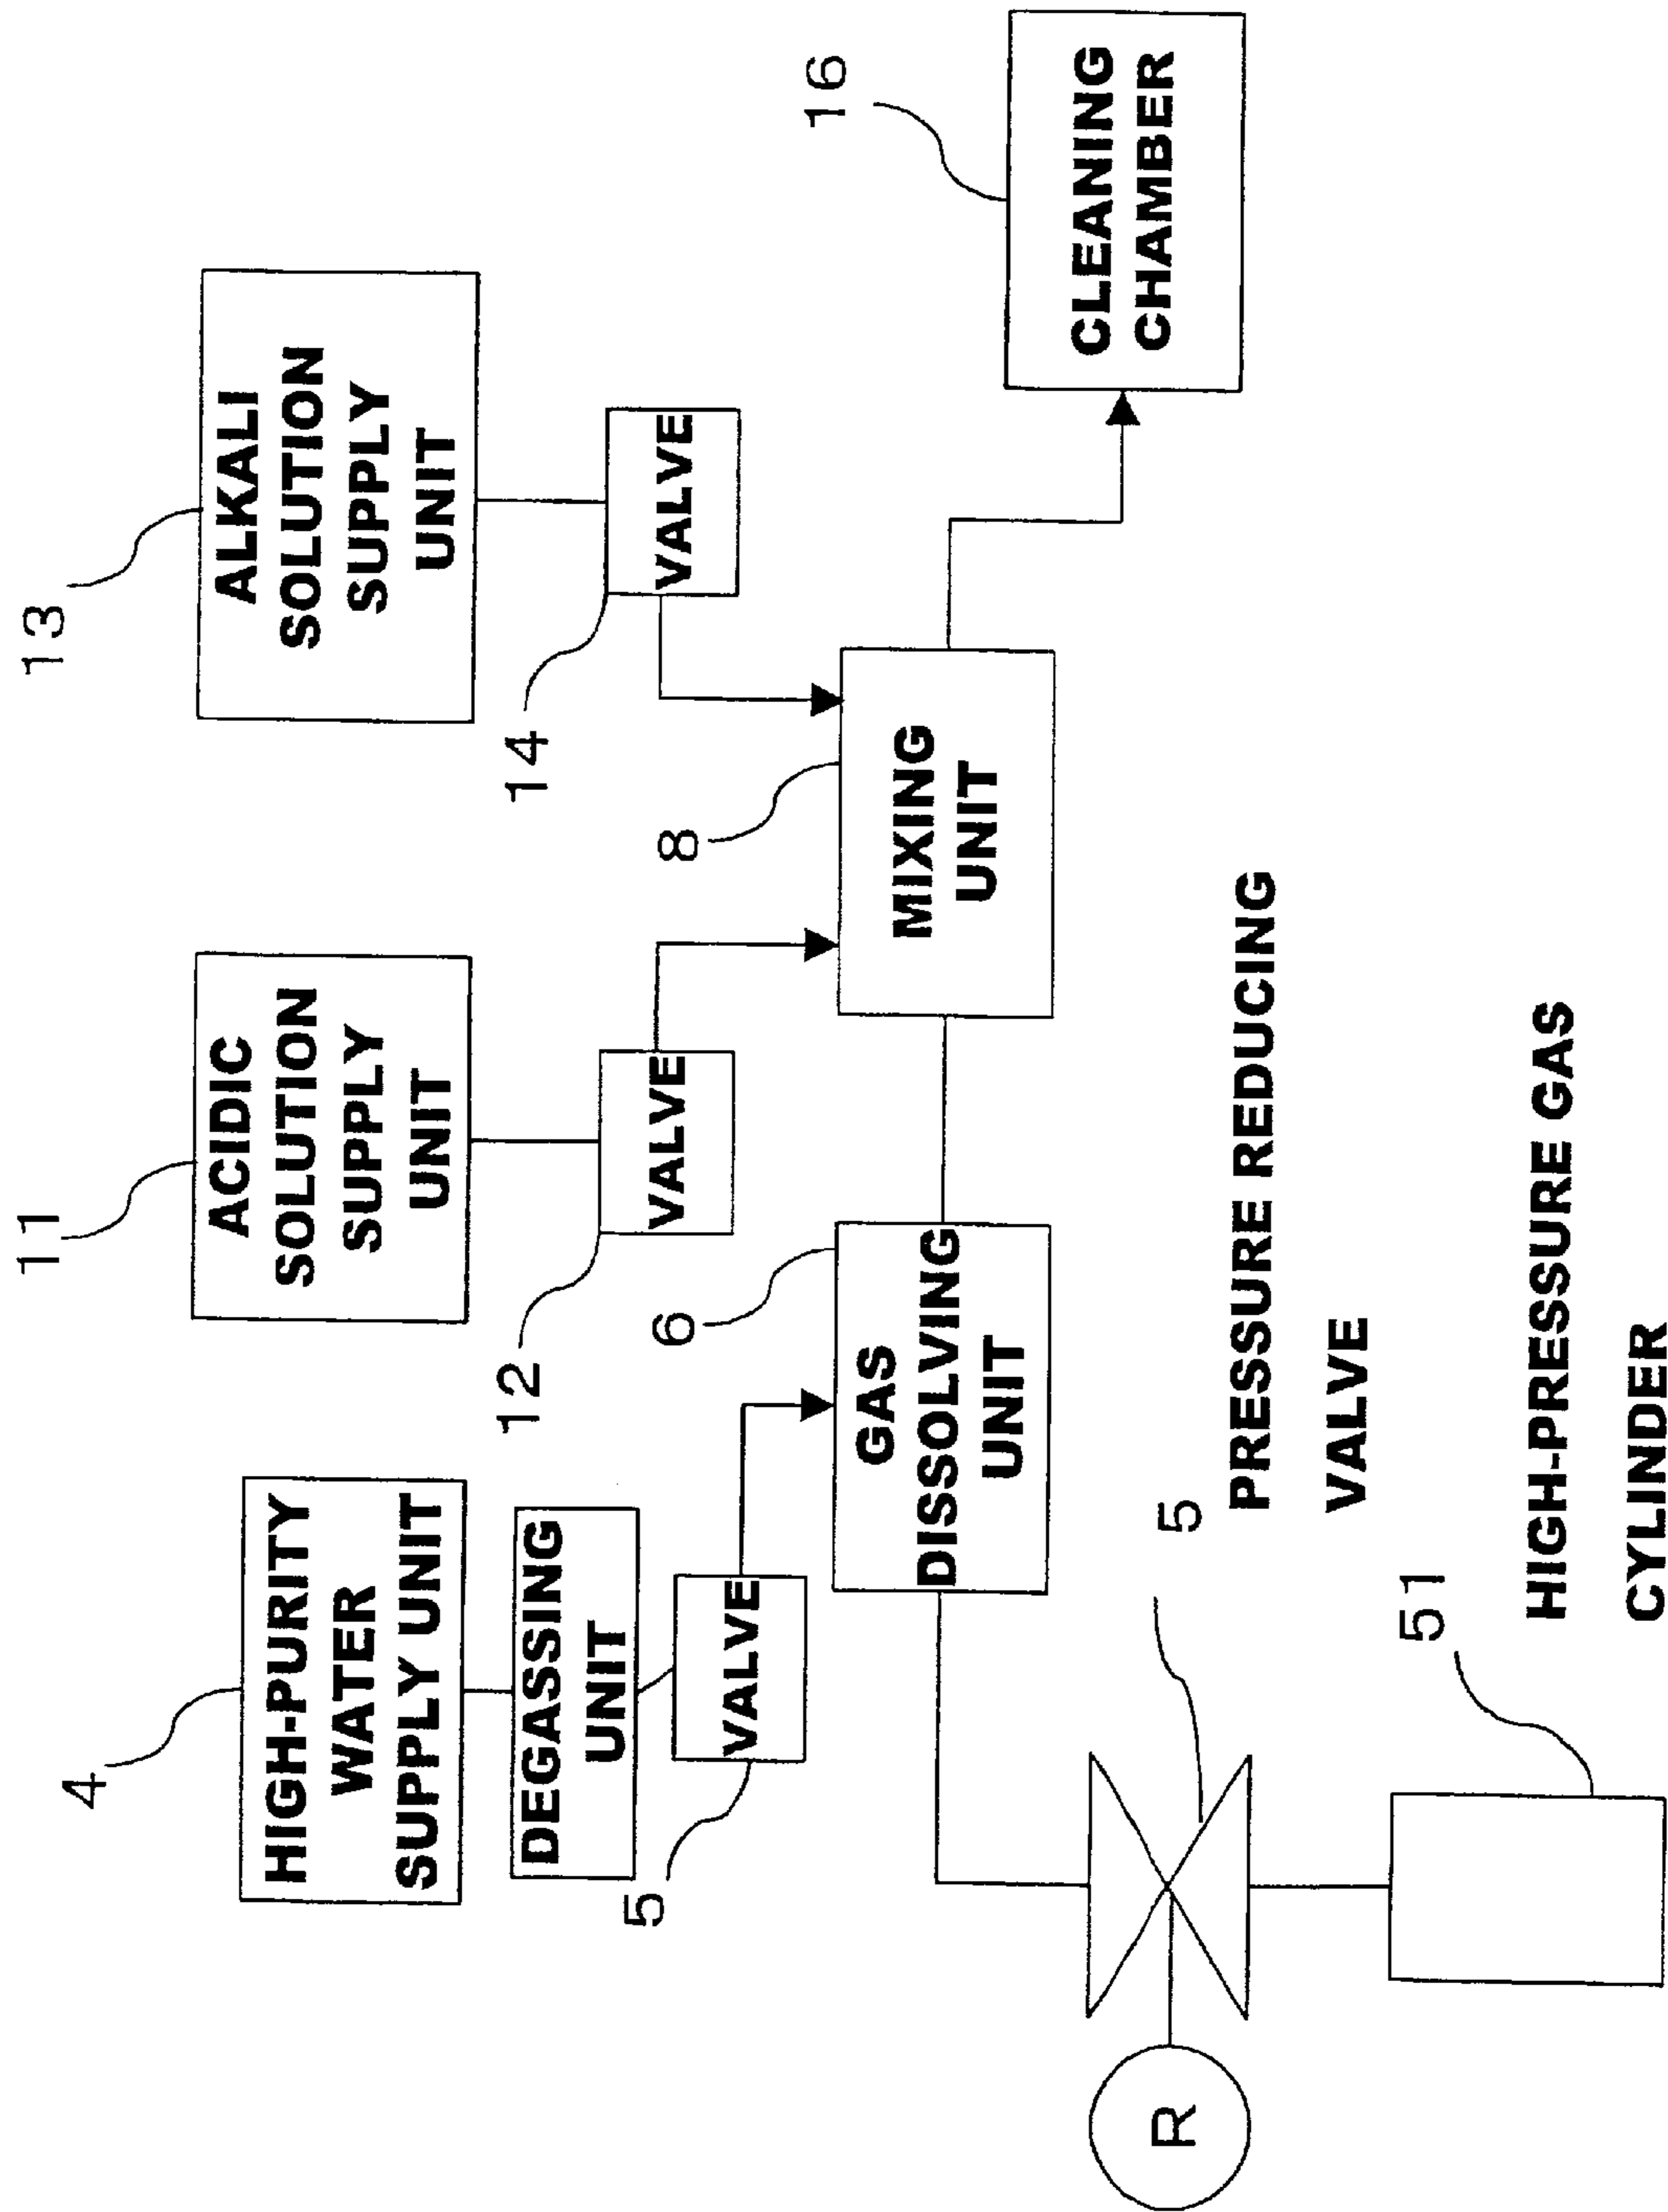 4
HIGH-PURITY
WATER
SUPPLY UNIT
DEGASSING
UNIT
5
VALVE
11
ACIDIC
SOLUTION
SUPPLY
UNIT
12
VALVE
13
ALKALI
SOLUTION
SUPPLY
UNIT
14
VALVE
6
GAS
DISSOLVING
UNIT
8
MIXING
UNIT
16
CLEANING
CHAMBER
R
5
PRESSURE REDUCING
VALVE
51
HIGH-PRESSURE GAS
CYLINDER